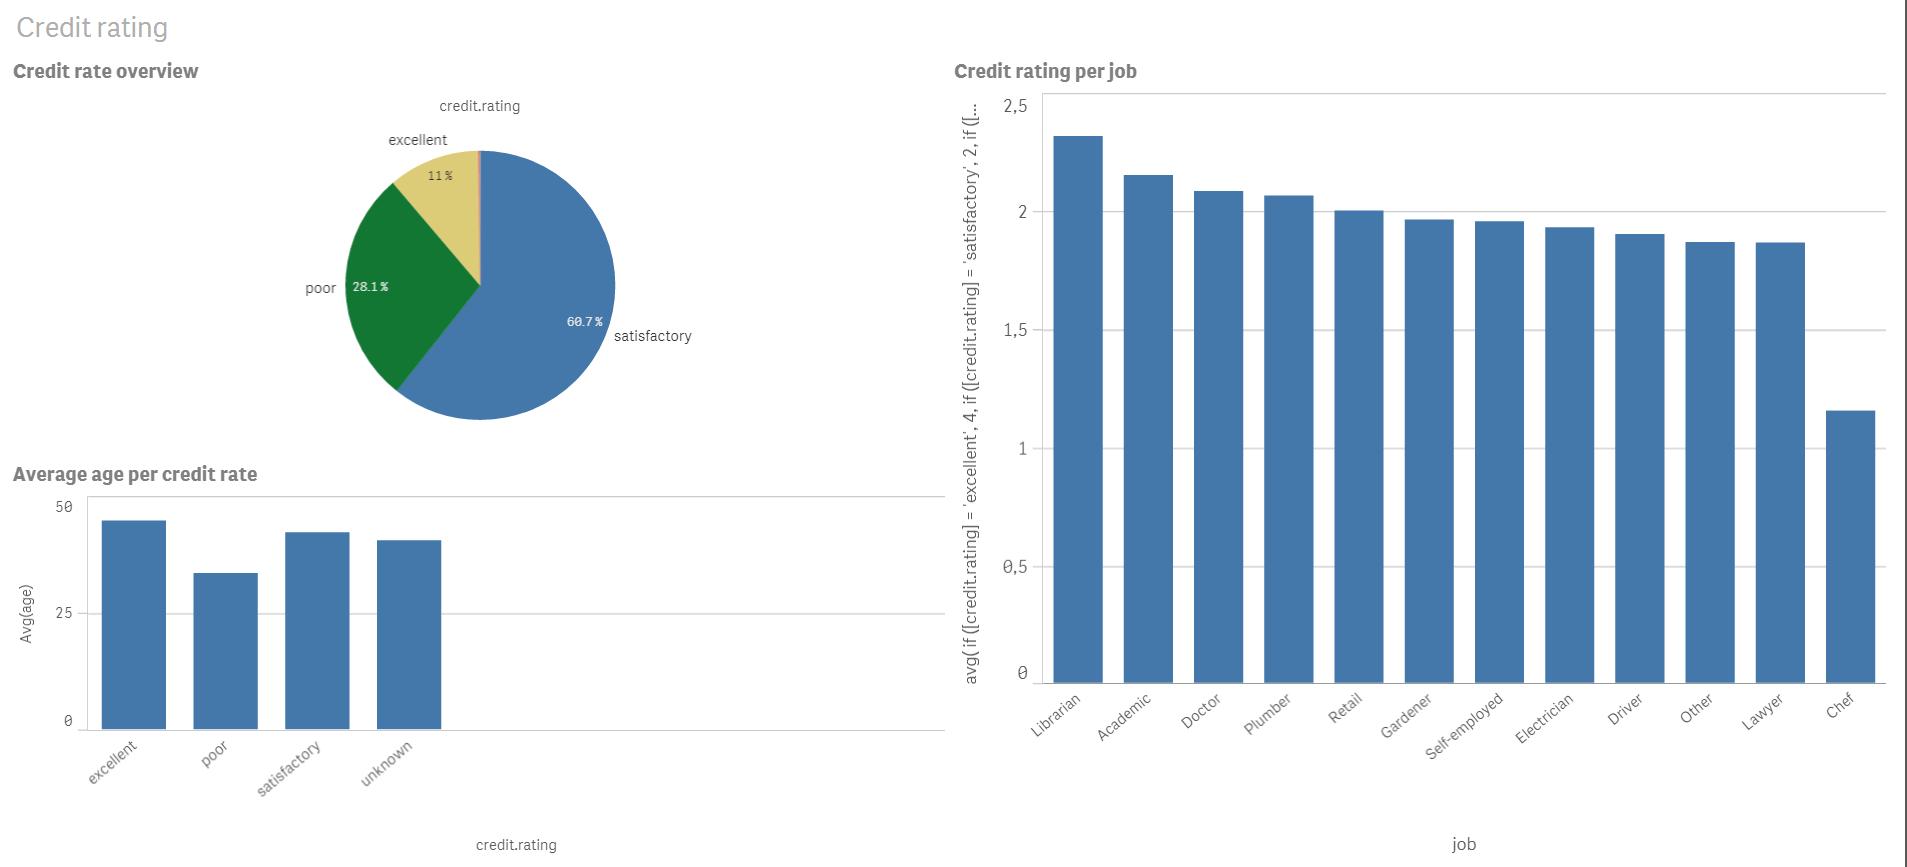 Credit rating
Credit rate overview
credit.rating
excellent
11 %
poor
28.1 %
60.7 %
satisfactory
Average age per credit rate
Avg(age)
50
25
0
excellent
poor
satisfactory
unknown
credit.rating
Credit rating per job
avg( if ([credit.rating] = 'excellent', 4, if ([credit.rating] = 'satisfactory', 2, if ([...
2,5
2
1,5
1
0,5
0
Librarian
Academic
Doctor
Plumber
Retail
Gardener
Self-employed
Electrician
Driver
Other
Lawyer
Chef
job